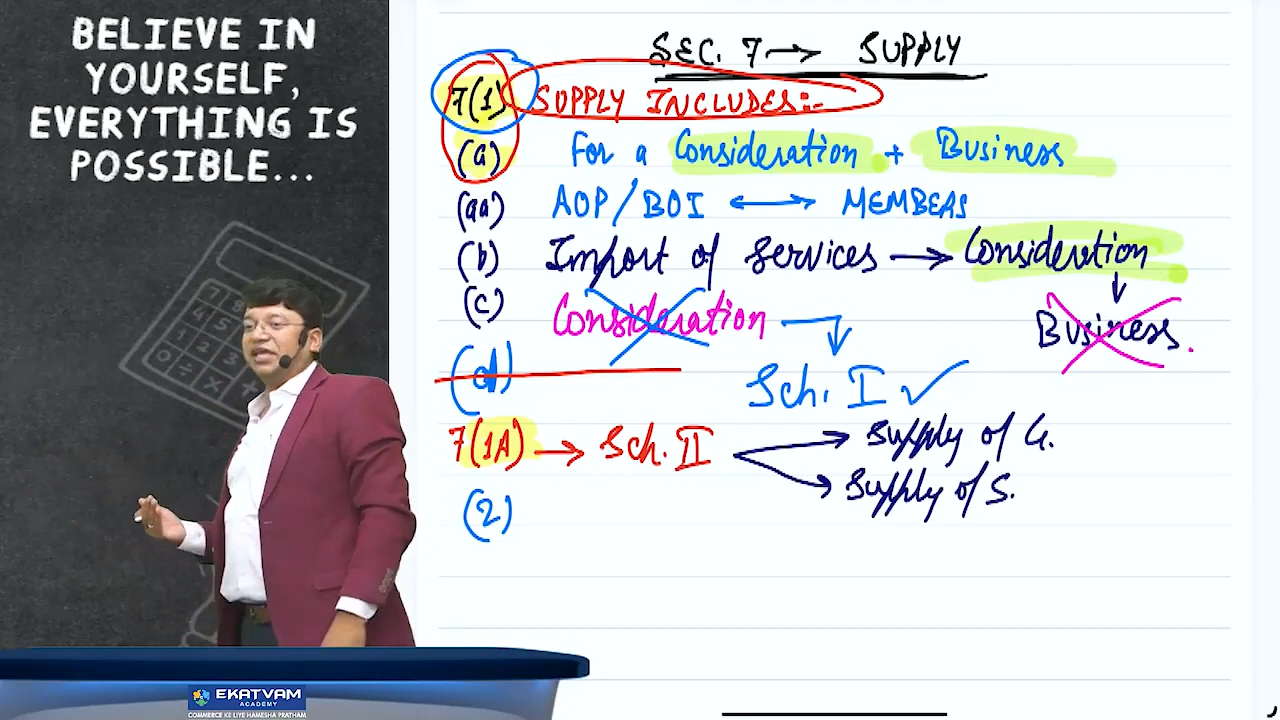 BELIEVE IN
YOURSELF,
EVERYTHING IS
POSSIBLE...
SEC. 7 → SUPPLY
7(1) SUPPLY INCLUDES:-
(a) For a Consideration + Business
(aa) AOP/BOI ↔ MEMBERS
(b) Import of Services → Consideration
↓
(c) Consideration → Business.
(d) Sch. I ✓
7(1A) → Sch. II → Supply of G.
→ Supply of S.
(2)
EKATVAM
ACADEMY
COMMERCE KE LIYE HAMESHA PRATHAM